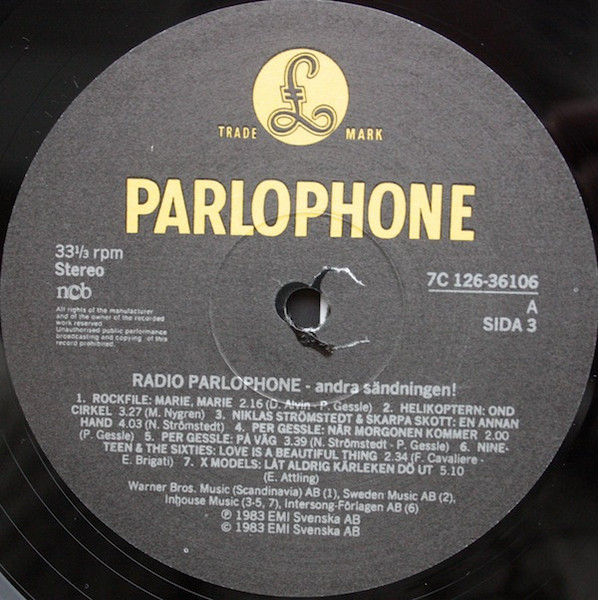 TRADE MARK
PARLOPHONE
33⅓ rpm
Stereo
ncb
All rights of the manufacturer
and of the owner of the recorded
work reserved.
Unauthorised public performance
broadcasting and copying of this
record prohibited.
7C 126-36106
A
SIDA 3
RADIO PARLOPHONE - andra sändningen!
1. ROCKFILE: MARIE, MARIE 2.16 (D. Alvin - P. Gessle) 2. HELIKOPTERN: OND
CIRKEL 3.27 (M. Nygren) 3. NIKLAS STRÖMSTEDT & SKARPA SKOTT: EN ANNAN
HAND 4.03 (N. Strömstedt) 4. PER GESSLE: NÄR MORGONEN KOMMER 2.00
(P. Gessle) 5. PER GESSLE: PÅ VÄG 3.39 (N. Strömstedt - P. Gessle) 6. NINE-
TEEN & THE SIXTIES: LOVE IS A BEAUTIFUL THING 2.34 (F. Cavaliere -
E. Brigati) 7. X MODELS: LÅT ALDRIG KÄRLEKEN DÖ UT 5.10
(E. Attling)
Warner Bros. Music (Scandinavia) AB (1), Sweden Music AB (2),
Inhouse Music (3-5, 7), Intersong-Förlagen AB (6)
℗ 1983 EMI Svenska AB
© 1983 EMI Svenska AB